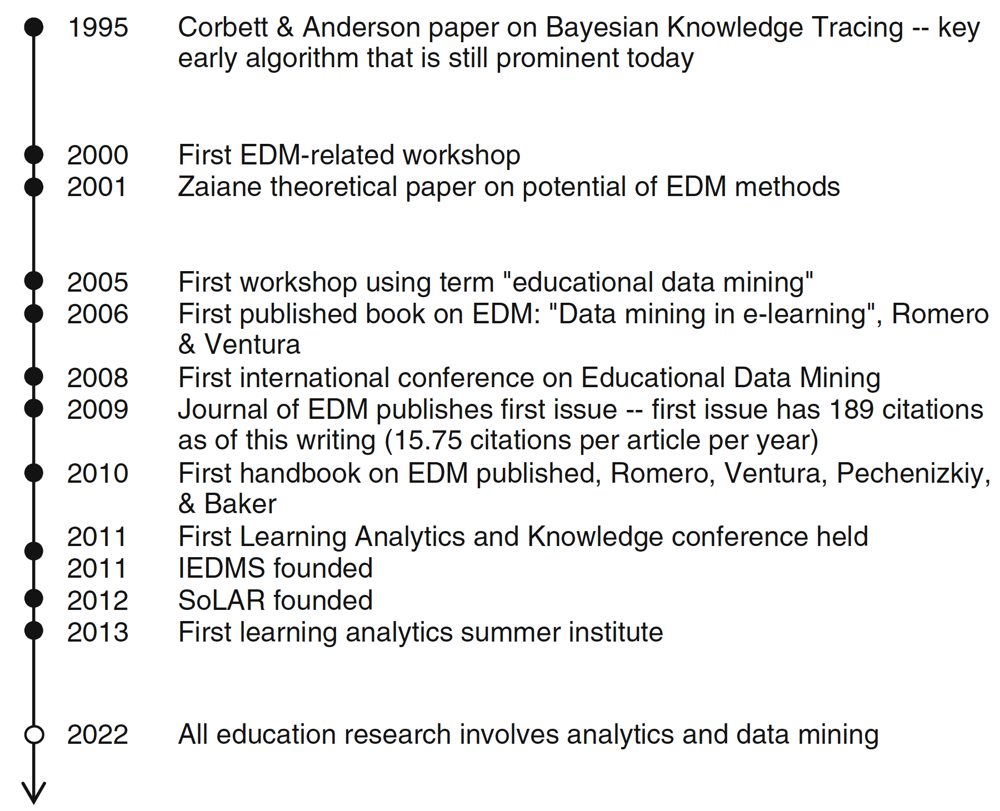 1995 Corbett & Anderson paper on Bayesian Knowledge Tracing -- key
early algorithm that is still prominent today
2000 First EDM-related workshop
2001 Zaiane theoretical paper on potential of EDM methods
2005 First workshop using term "educational data mining"
2006 First published book on EDM: "Data mining in e-learning", Romero
& Ventura
2008 First international conference on Educational Data Mining
2009 Journal of EDM publishes first issue -- first issue has 189 citations
as of this writing (15.75 citations per article per year)
2010 First handbook on EDM published, Romero, Ventura, Pechenizkiy,
& Baker
2011 First Learning Analytics and Knowledge conference held
2011 IEDMS founded
2012 SoLAR founded
2013 First learning analytics summer institute
2022 All education research involves analytics and data mining